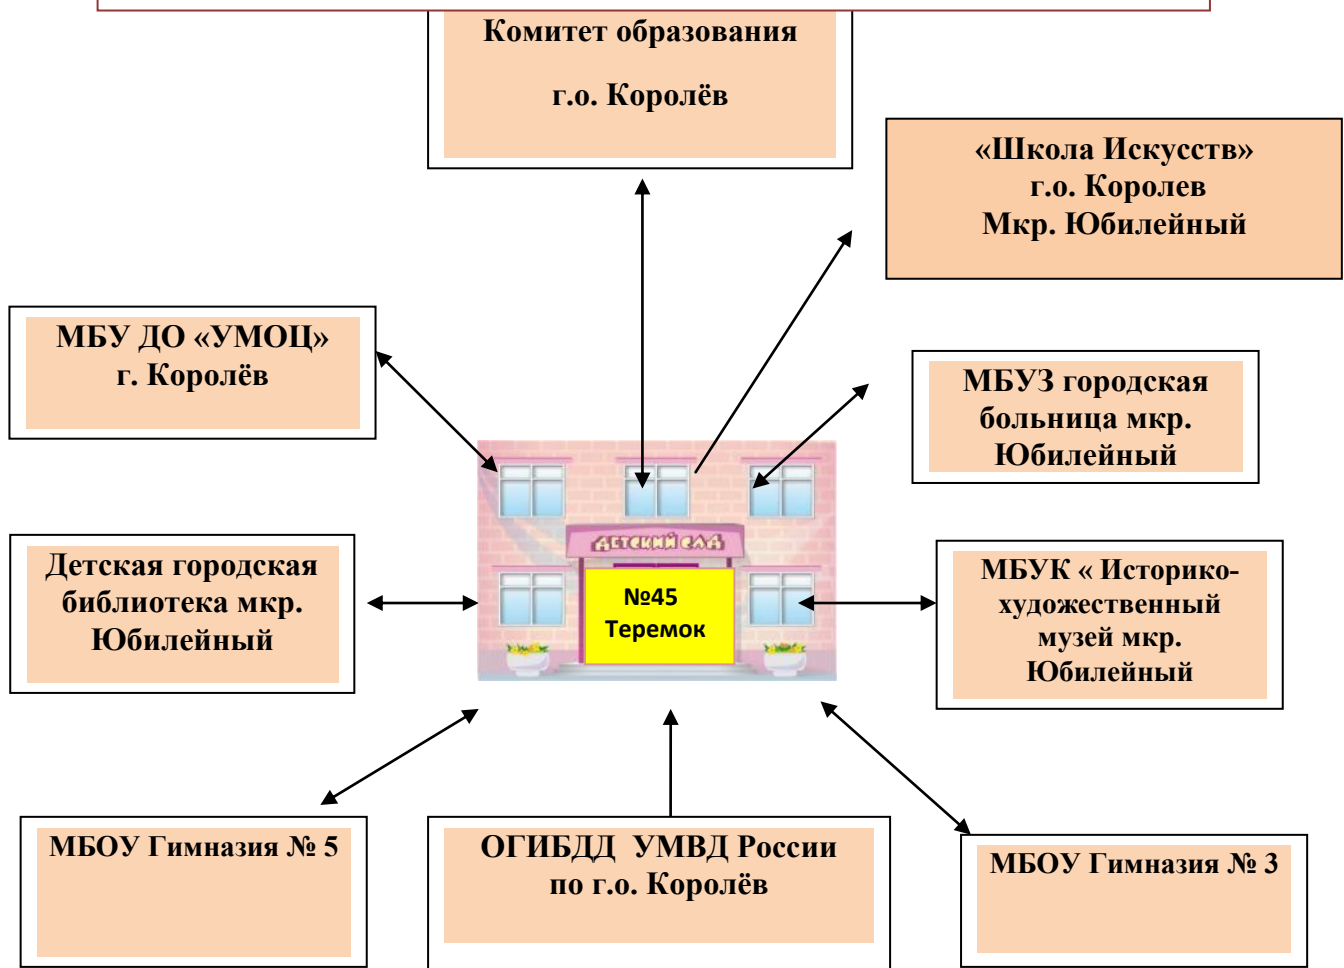 Комитет образования
г.о. Королёв
«Школа Искусств»
г.о. Королев
Мкр. Юбилейный
МБУ ДО «УМОЦ»
г. Королёв
МБУЗ городская
больница мкр.
Юбилейный
ДЕТСКИЙ САД
№45
Теремок
Детская городская
библиотека мкр.
Юбилейный
МБУК « Историко-
художественный
музей мкр.
Юбилейный
МБОУ Гимназия № 5
ОГИБДД  УМВД России
по г.о. Королёв
МБОУ Гимназия № 3